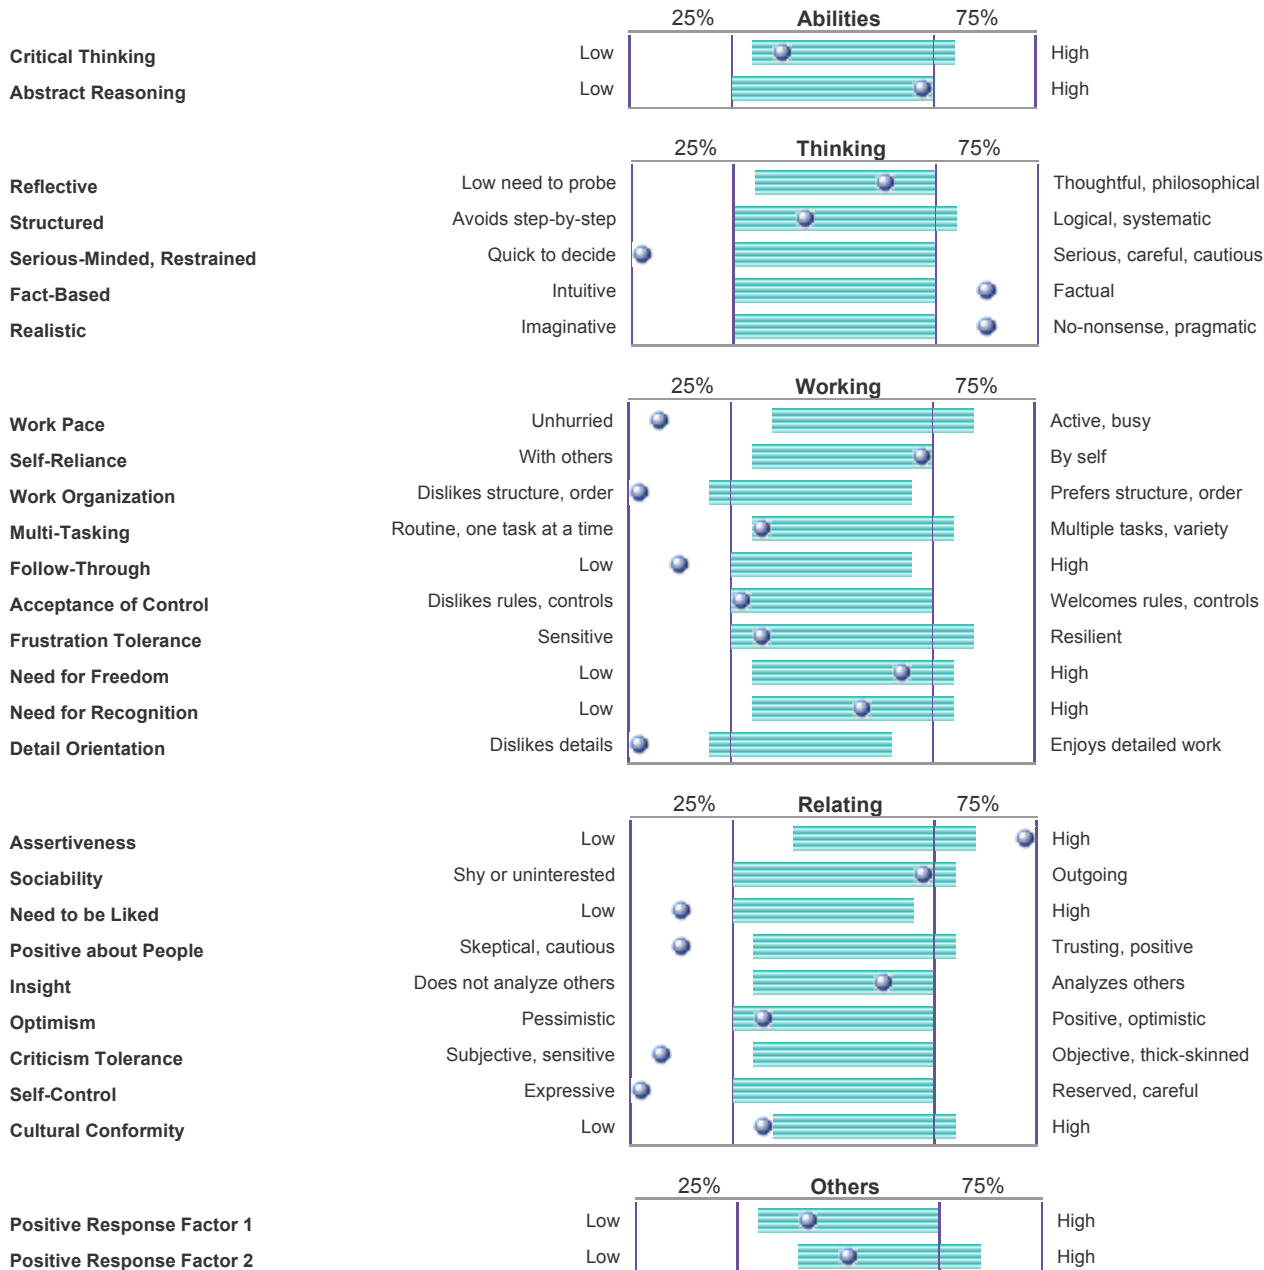 25% Abilities 75%
Critical Thinking Low High
Abstract Reasoning Low High
25% Thinking 75%
Reflective Low need to probe Thoughtful, philosophical
Structured Avoids step-by-step Logical, systematic
Serious-Minded, Restrained Quick to decide Serious, careful, cautious
Fact-Based Intuitive Factual
Realistic Imaginative No-nonsense, pragmatic
25% Working 75%
Work Pace Unhurried Active, busy
Self-Reliance With others By self
Work Organization Dislikes structure, order Prefers structure, order
Multi-Tasking Routine, one task at a time Multiple tasks, variety
Follow-Through Low High
Acceptance of Control Dislikes rules, controls Welcomes rules, controls
Frustration Tolerance Sensitive Resilient
Need for Freedom Low High
Need for Recognition Low High
Detail Orientation Dislikes details Enjoys detailed work
25% Relating 75%
Assertiveness Low High
Sociability Shy or uninterested Outgoing
Need to be Liked Low High
Positive about People Skeptical, cautious Trusting, positive
Insight Does not analyze others Analyzes others
Optimism Pessimistic Positive, optimistic
Criticism Tolerance Subjective, sensitive Objective, thick-skinned
Self-Control Expressive Reserved, careful
Cultural Conformity Low High
25% Others 75%
Positive Response Factor 1 Low High
Positive Response Factor 2 Low High